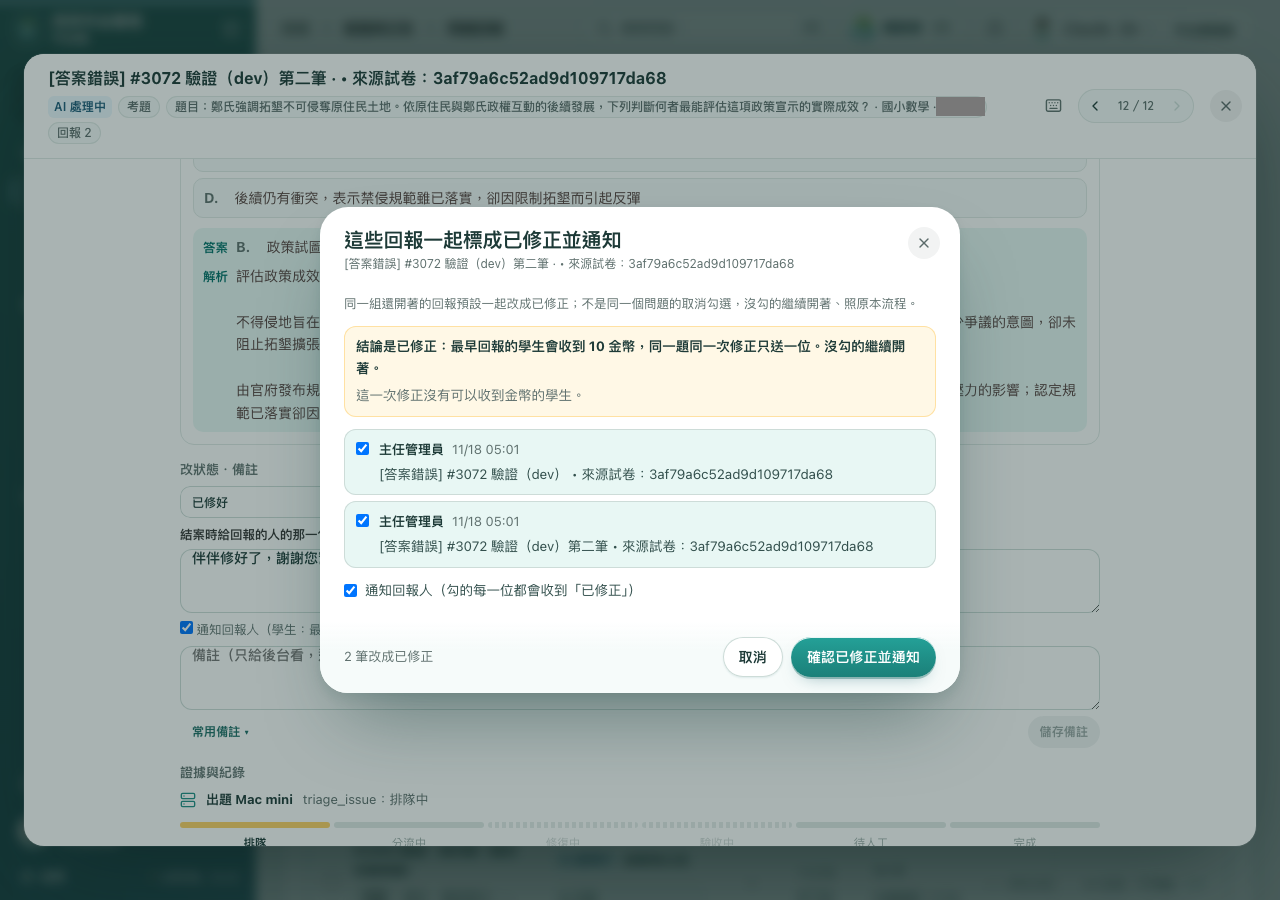 [答案錯誤] #3072 驗證（dev）第二筆 · • 來源試卷：3af79a6c52ad9d109717da68
AI 處理中 考題 題目：鄭氏強調拓墾不可侵奪原住民土地。依原住民與鄭氏政權互動的後續發展，下列判斷何者最能評估這項政策宣示的實際成效？ · 國小數學 ·
12 / 12
回報 2
D. 後續仍有衝突，表示禁侵規範雖已落實，卻因限制拓墾而引起反彈
答案 B. 政策試圖
解析 評估政策成效
不得侵地旨在
爭議的意圖，卻未
阻止拓墾擴張
由官府發布規
壓力的影響；認定規
範已落實卻因
改狀態 · 備註
已修好
結案時給回報的人的那一
伴伴修好了，謝謝您
通知回報人（學生：最
備註（只給後台看，
常用備註 ▾
儲存備註
證據與紀錄
出題 Mac mini triage_issue：排隊中
排隊 分流中 修復中 驗收中 待人工 完成
這些回報一起標成已修正並通知
[答案錯誤] #3072 驗證（dev）第二筆 · • 來源試卷：3af79a6c52ad9d109717da68
同一組還開著的回報預設一起改成已修正；不是同一個問題的取消勾選，沒勾的繼續開著、照原本流程。
結論是已修正：最早回報的學生會收到 10 金幣，同一題同一次修正只送一位。沒勾的繼續開
著。
這一次修正沒有可以收到金幣的學生。
主任管理員 11/18 05:01
[答案錯誤] #3072 驗證（dev） • 來源試卷：3af79a6c52ad9d109717da68
主任管理員 11/18 05:01
[答案錯誤] #3072 驗證（dev）第二筆 • 來源試卷：3af79a6c52ad9d109717da68
通知回報人（勾的每一位都會收到「已修正」）
2 筆改成已修正
取消
確認已修正並通知